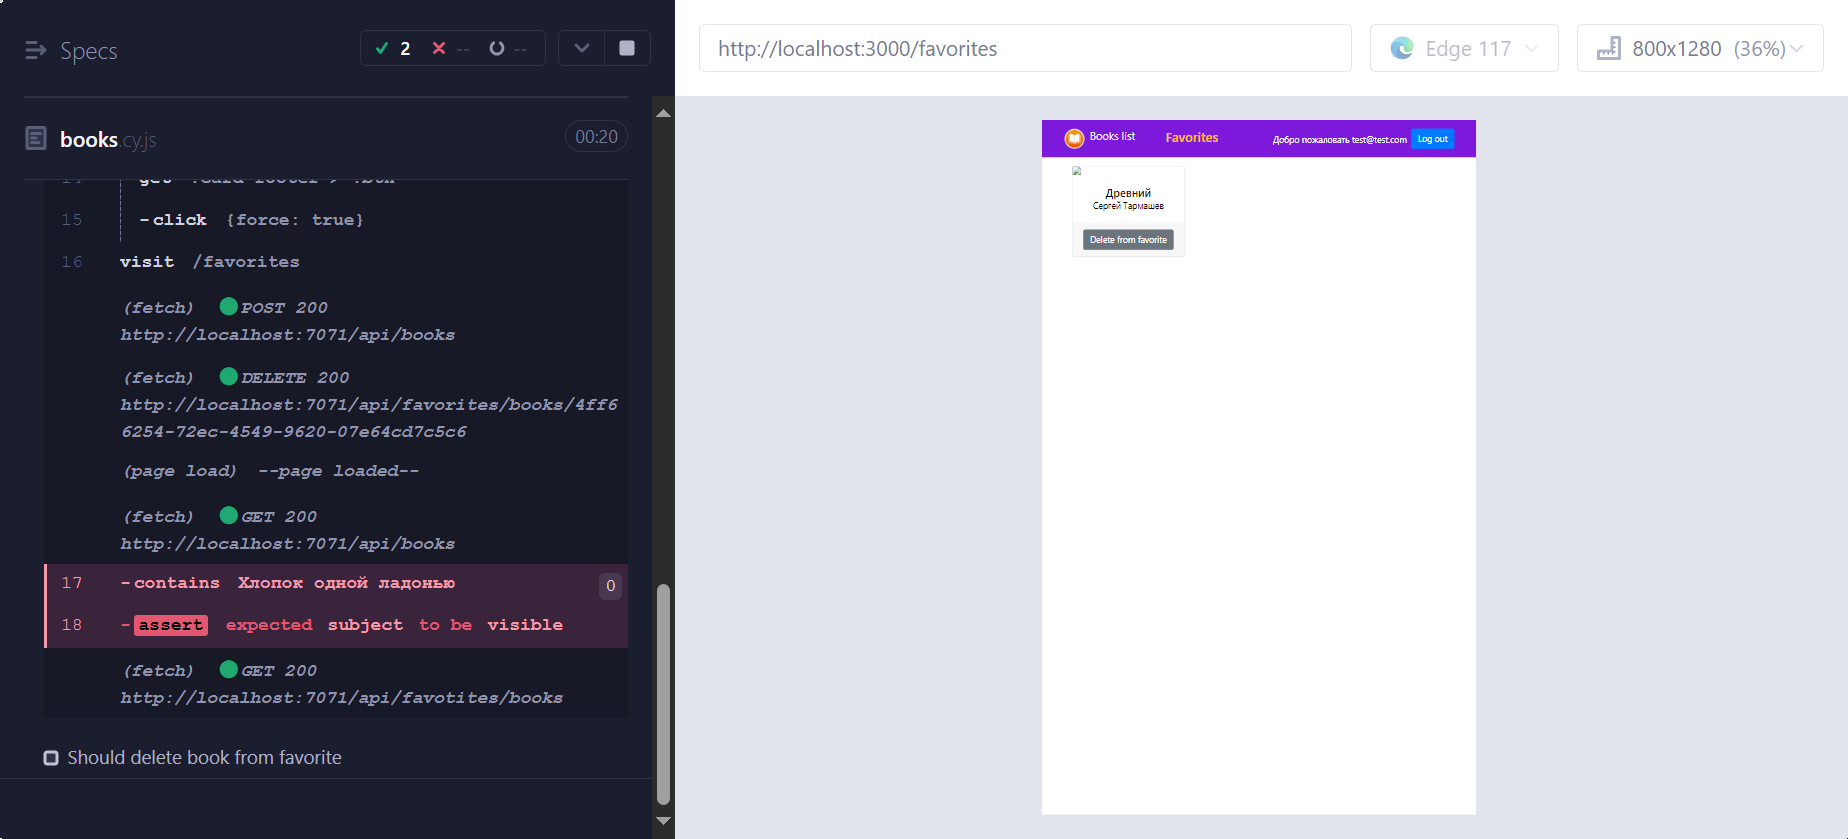 Specs
2
--
--
books.cy.js
00:20
14 get .card-footer > .btn
15 -click {force: true}
16 visit /favorites
(fetch) POST 200
http://localhost:7071/api/books
(fetch) DELETE 200
http://localhost:7071/api/favorites/books/4ff6
6254-72ec-4549-9620-07e64cd7c5c6
(page load) --page loaded--
(fetch) GET 200
http://localhost:7071/api/books
17 -contains Хлопок одной ладонью 0
18 -assert expected subject to be visible
(fetch) GET 200
http://localhost:7071/api/favotites/books
Should delete book from favorite
http://localhost:3000/favorites
Edge 117
800x1280 (36%)
Books list
Favorites
Добро пожаловать test@test.com
Log out
Древний
Сергей Тармашев
Delete from favorite